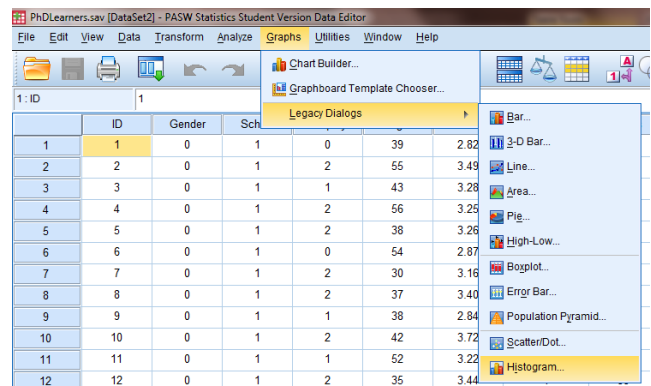 PhDLearners.sav [DataSet2] - PASW Statistics Student Version Data Editor
File Edit View Data Transform Analyze Graphs Utilities Window Help
Chart Builder...
Graphboard Template Chooser...
Legacy Dialogs
1 : ID 1
ID Gender
1 1 0 1 0 39 2.82
2 2 0 1 2 55 3.49
3 3 0 1 1 43 3.28
4 4 0 1 2 56 3.25
5 5 0 1 2 38 3.26
6 6 0 1 0 54 2.87
7 7 0 1 2 30 3.16
8 8 0 1 2 37 3.40
9 9 0 1 1 38 2.84
10 10 0 1 2 42 3.72
11 11 0 1 1 52 3.22
12 12 0 1 2 35 3.44
Bar...
3-D Bar...
Line...
Area...
Pie...
High-Low...
Boxplot...
Error Bar...
Population Pyramid...
Scatter/Dot...
Histogram...